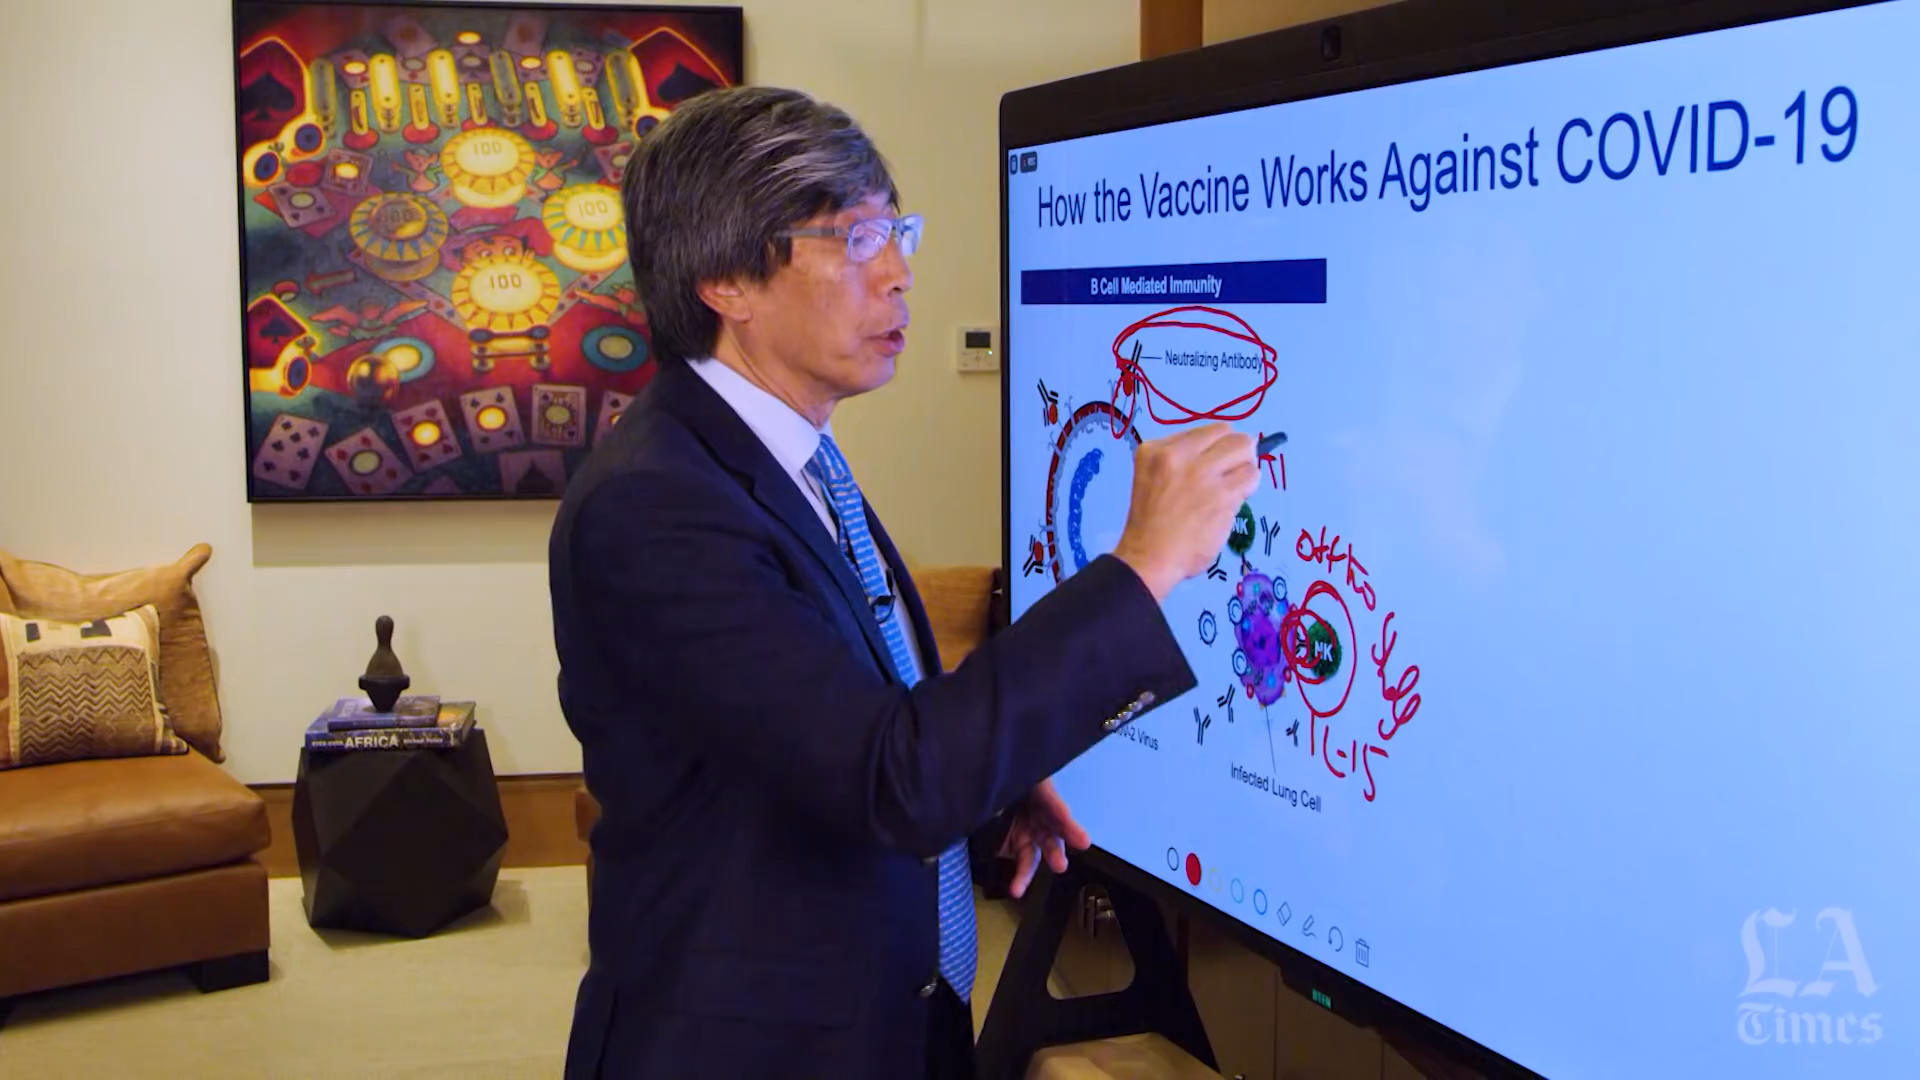 How the Vaccine Works Against COVID-19
B Cell Mediated Immunity
Neutralizing Antibody
NK
NK
IL-15
-2 Virus
Infected Lung Cell
100
100
100
100
AFRICA
LA
Times